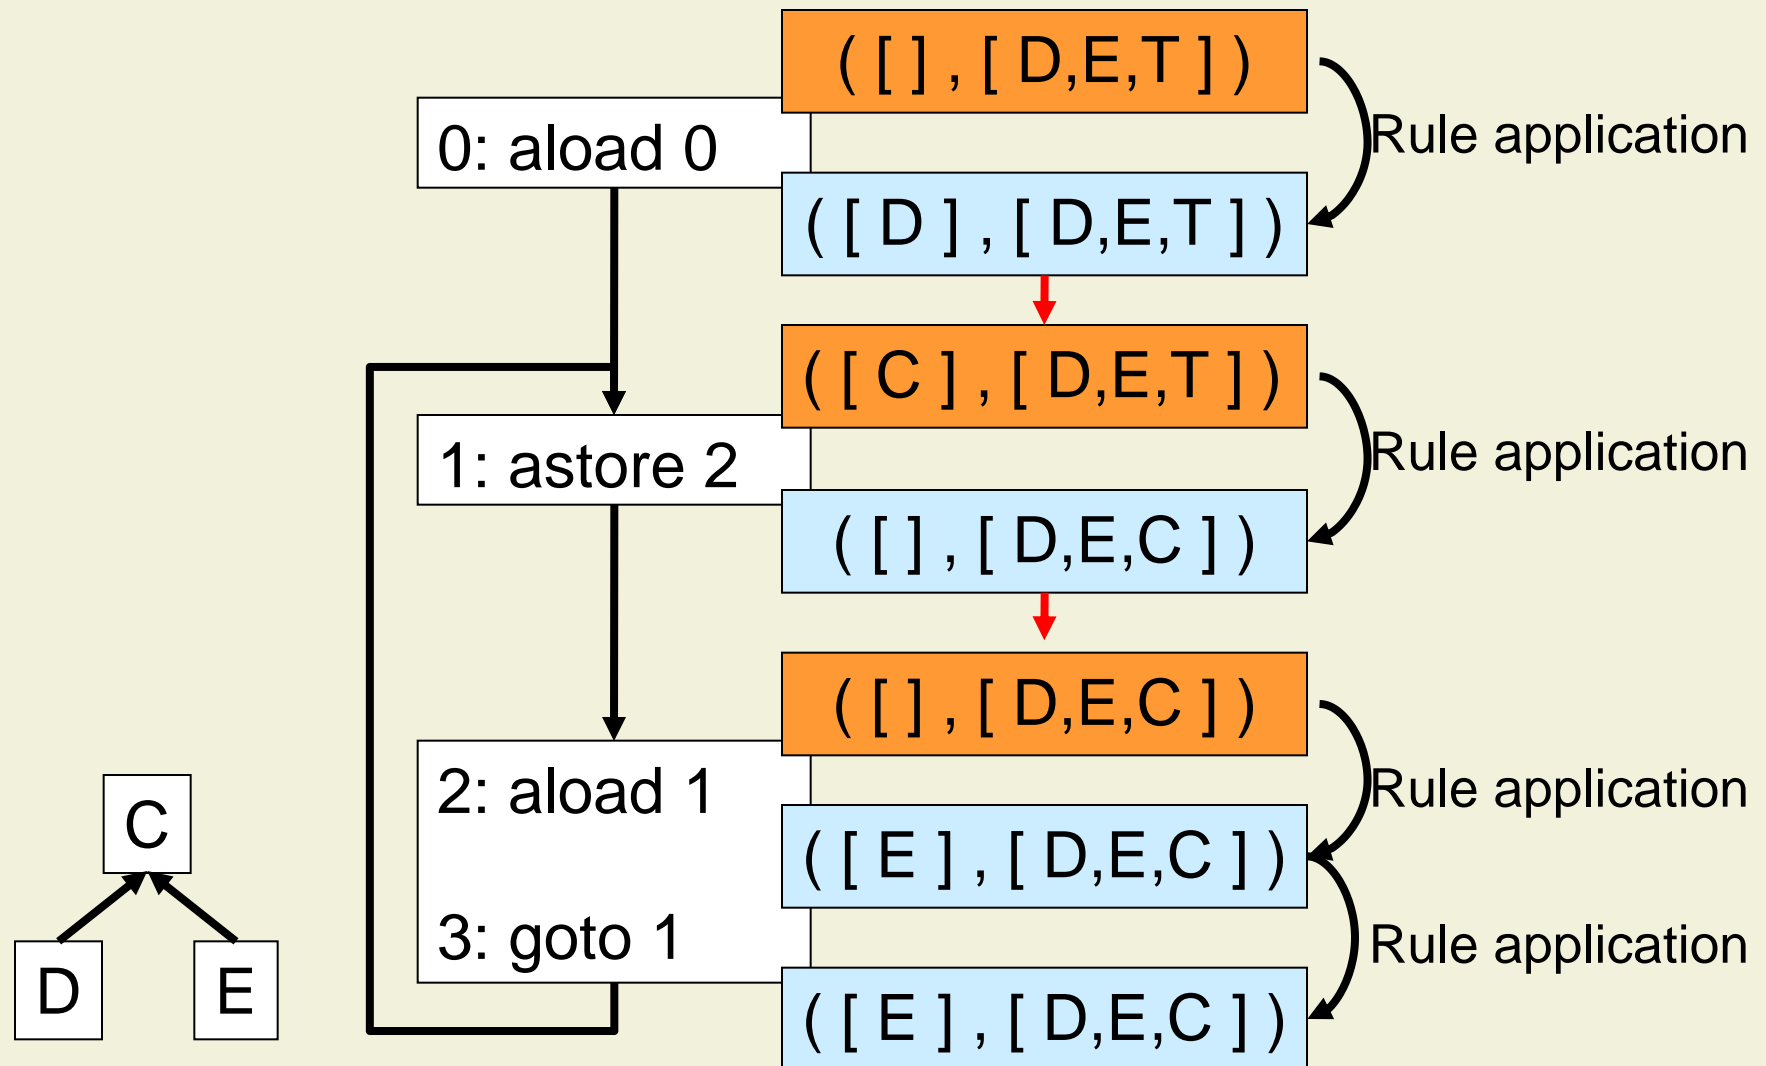 ( [ ] , [ D,E,T ] )
0: aload 0
Rule application
( [ D ] , [ D,E,T ] )
( [ C ] , [ D,E,T ] )
1: astore 2
Rule application
( [ ] , [ D,E,C ] )
( [ ] , [ D,E,C ] )
2: aload 1
Rule application
( [ E ] , [ D,E,C ] )
3: goto 1
Rule application
( [ E ] , [ D,E,C ] )
C
D
E